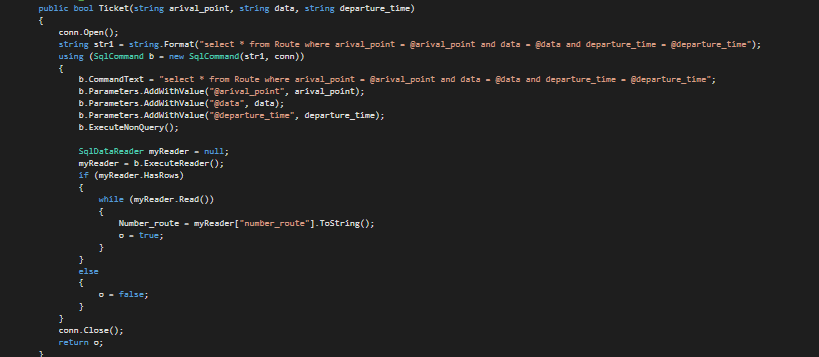 public bool Ticket(string arival_point, string data, string departure_time)
{
conn.Open();
string str1 = string.Format("select * from Route where arival_point = @arival_point and data = @data and departure_time = @departure_time");
using (SqlCommand b = new SqlCommand(str1, conn))
{
b.CommandText = "select * from Route where arival_point = @arival_point and data = @data and departure_time = @departure_time";
b.Parameters.AddWithValue("@arival_point", arival_point);
b.Parameters.AddWithValue("@data", data);
b.Parameters.AddWithValue("@departure_time", departure_time);
b.ExecuteNonQuery();
SqlDataReader myReader = null;
myReader = b.ExecuteReader();
if (myReader.HasRows)
{
while (myReader.Read())
{
Number_route = myReader["number_route"].ToString();
o = true;
}
}
else
{
o = false;
}
}
conn.Close();
return o;
}